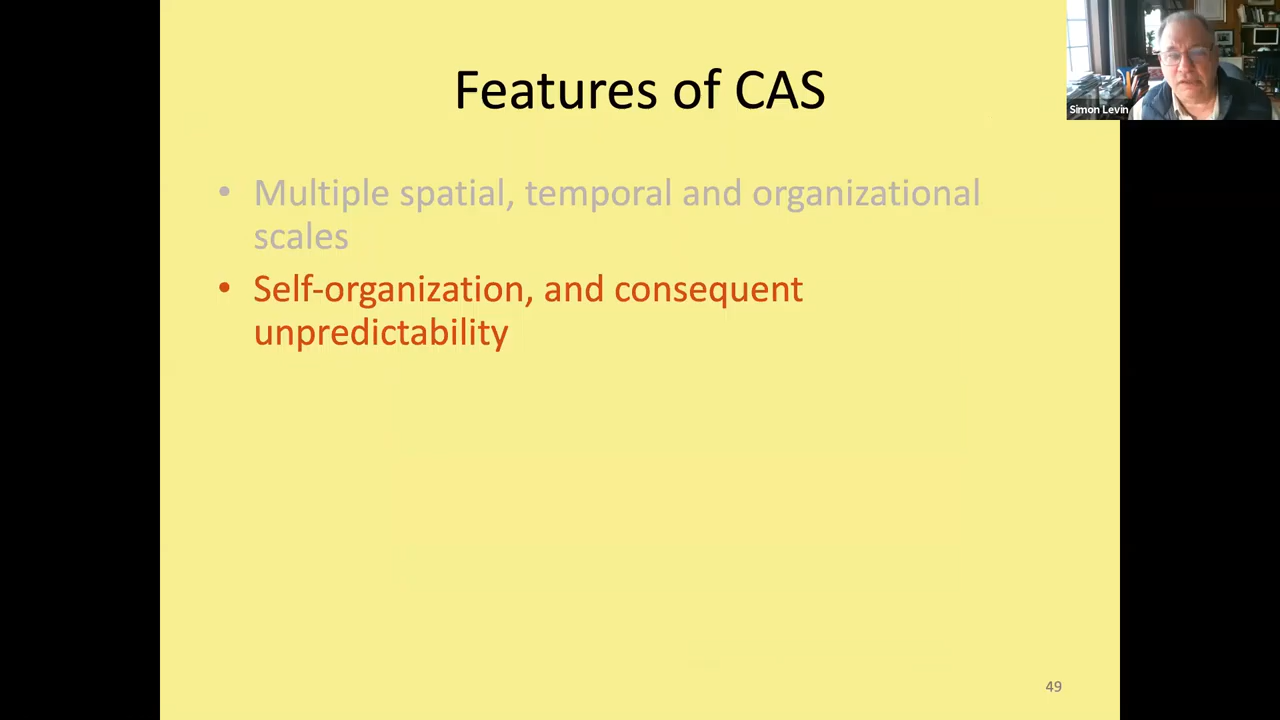 Features of CAS
Simon Levin
• Multiple spatial, temporal and organizational
scales
• Self-organization, and consequent
unpredictability
49